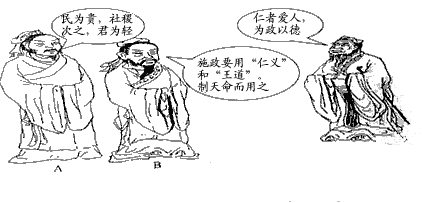 民为贵，社稷
次之，君为轻
施政要用“仁义”
和“王道”。
制天命而用之
仁者爱人，
为政以德
A
B